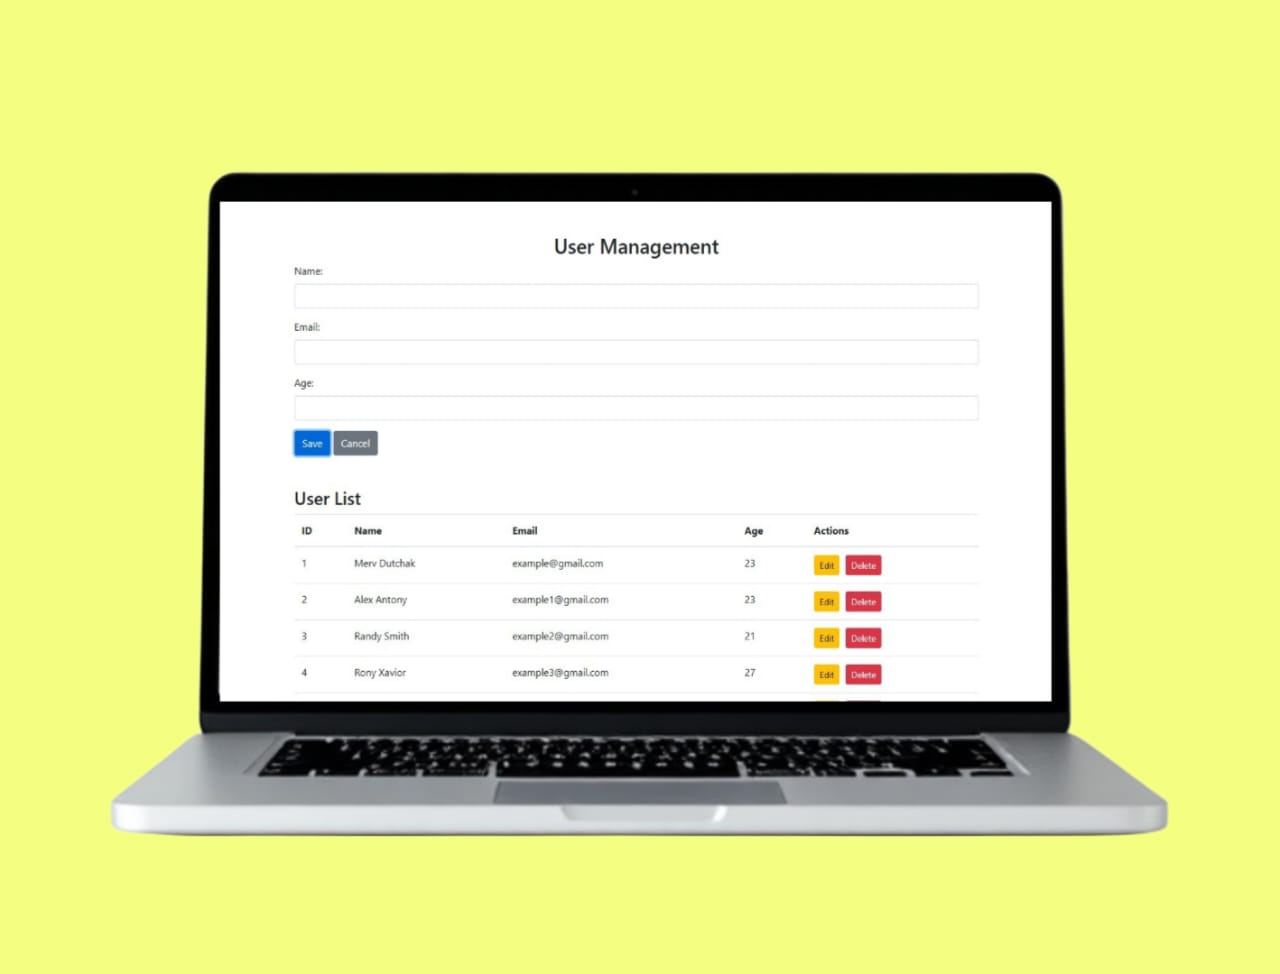 User Management
Name:
Email:
Age:
Save Cancel
User List
ID Name Email Age Actions
1 Merv Dutchak example@gmail.com 23 Edit Delete
2 Alex Antony example1@gmail.com 23 Edit Delete
3 Randy Smith example2@gmail.com 21 Edit Delete
4 Rony Xavior example3@gmail.com 27 Edit Delete